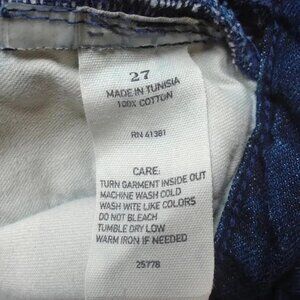 27
MADE IN TUNISIA
100% COTTON
RN 41381
CARE:
TURN GARMENT INSIDE OUT
MACHINE WASH COLD
WASH WITE LIKE COLORS
DO NOT BLEACH
TUMBLE DRY LOW
WARM IRON IF NEEDED
25778